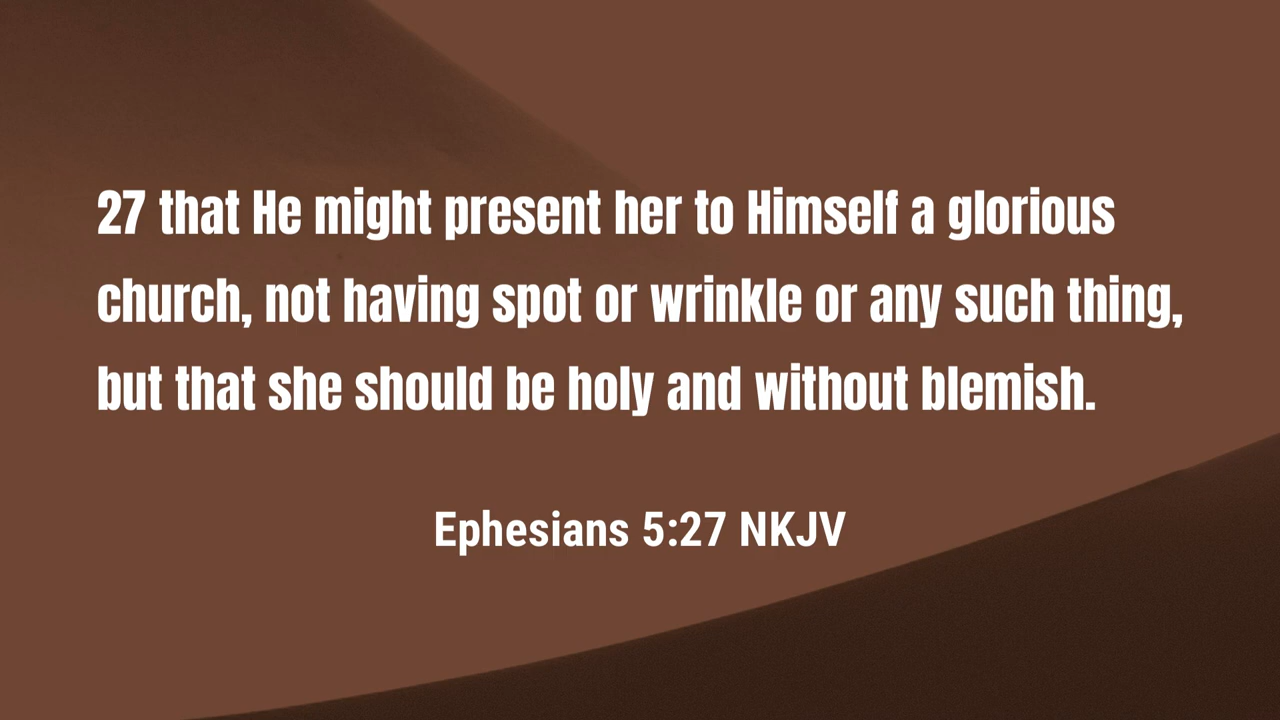 27 that He might present her to Himself a glorious
church, not having spot or wrinkle or any such thing,
but that she should be holy and without blemish.
Ephesians 5:27 NKJV